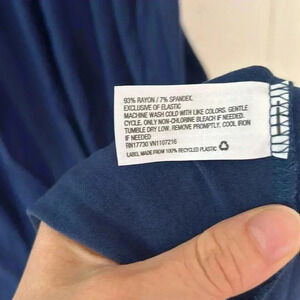 93% RAYON / 7% SPANDEX.
EXCLUSIVE OF ELASTIC
MACHINE WASH COLD WITH LIKE COLORS, GENTLE
CYCLE. ONLY NON-CHLORINE BLEACH IF NEEDED.
TUMBLE DRY LOW. REMOVE PROMPTLY. COOL IRON
IF NEEDED
RN17730 VN1107216
LABEL MADE FROM 100% RECYCLED PLASTIC